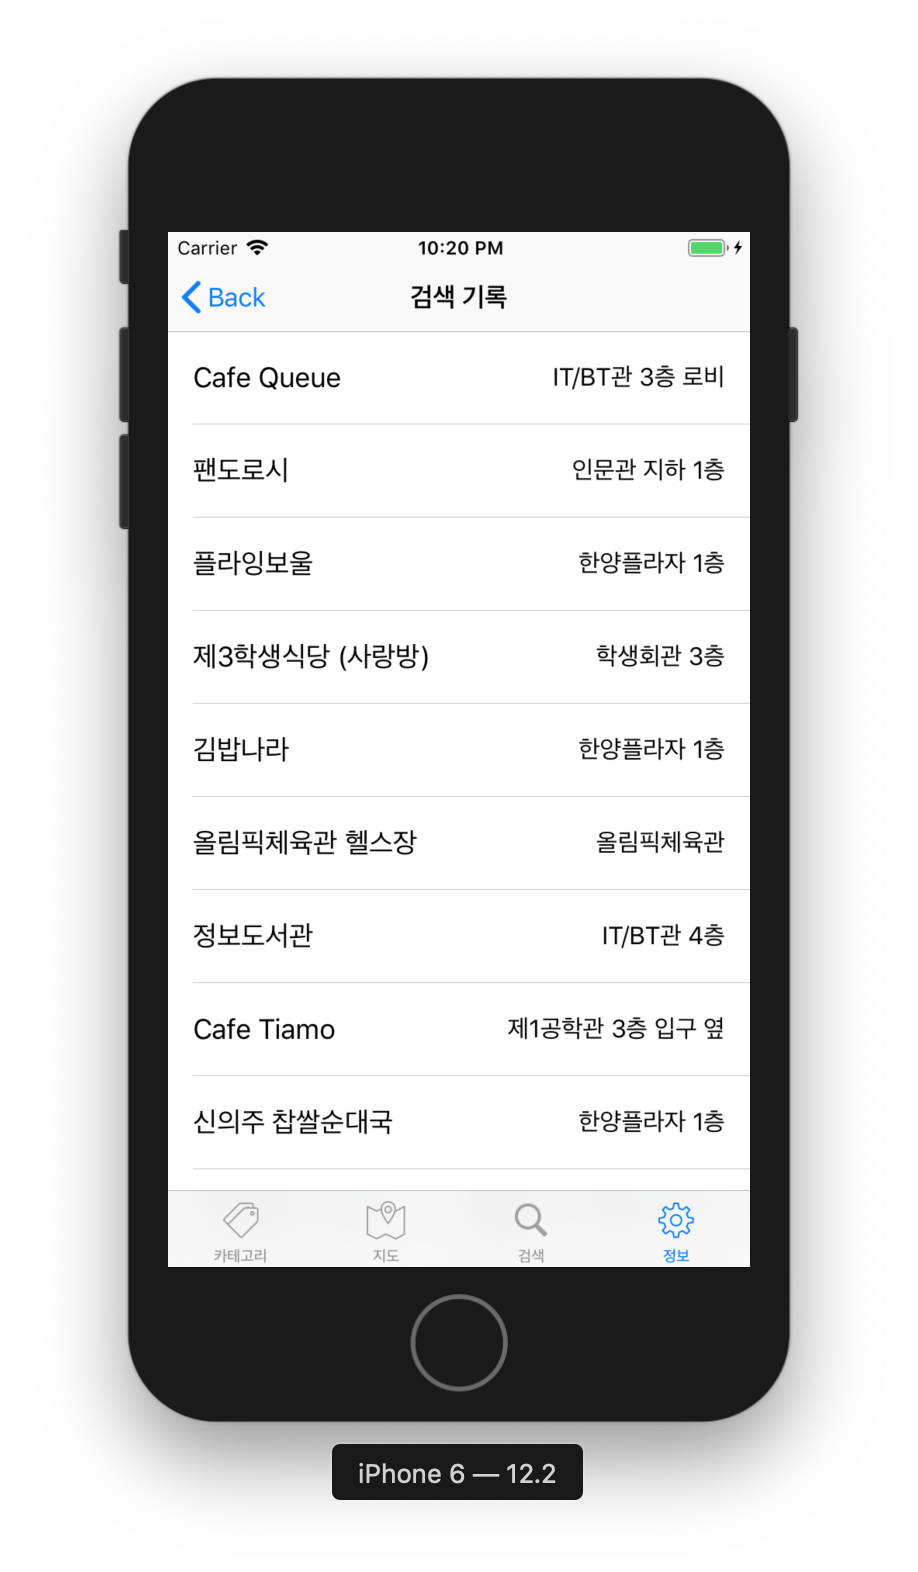 Carrier 10:20 PM
Back 검색 기록
Cafe Queue IT/BT관 3층 로비
팬도로시 인문관 지하 1층
플라잉보울 한양플라자 1층
제3학생식당 (사랑방) 학생회관 3층
김밥나라 한양플라자 1층
올림픽체육관 헬스장 올림픽체육관
정보도서관 IT/BT관 4층
Cafe Tiamo 제1공학관 3층 입구 옆
신의주 찹쌀순대국 한양플라자 1층
카테고리 지도 검색 정보
iPhone 6 — 12.2